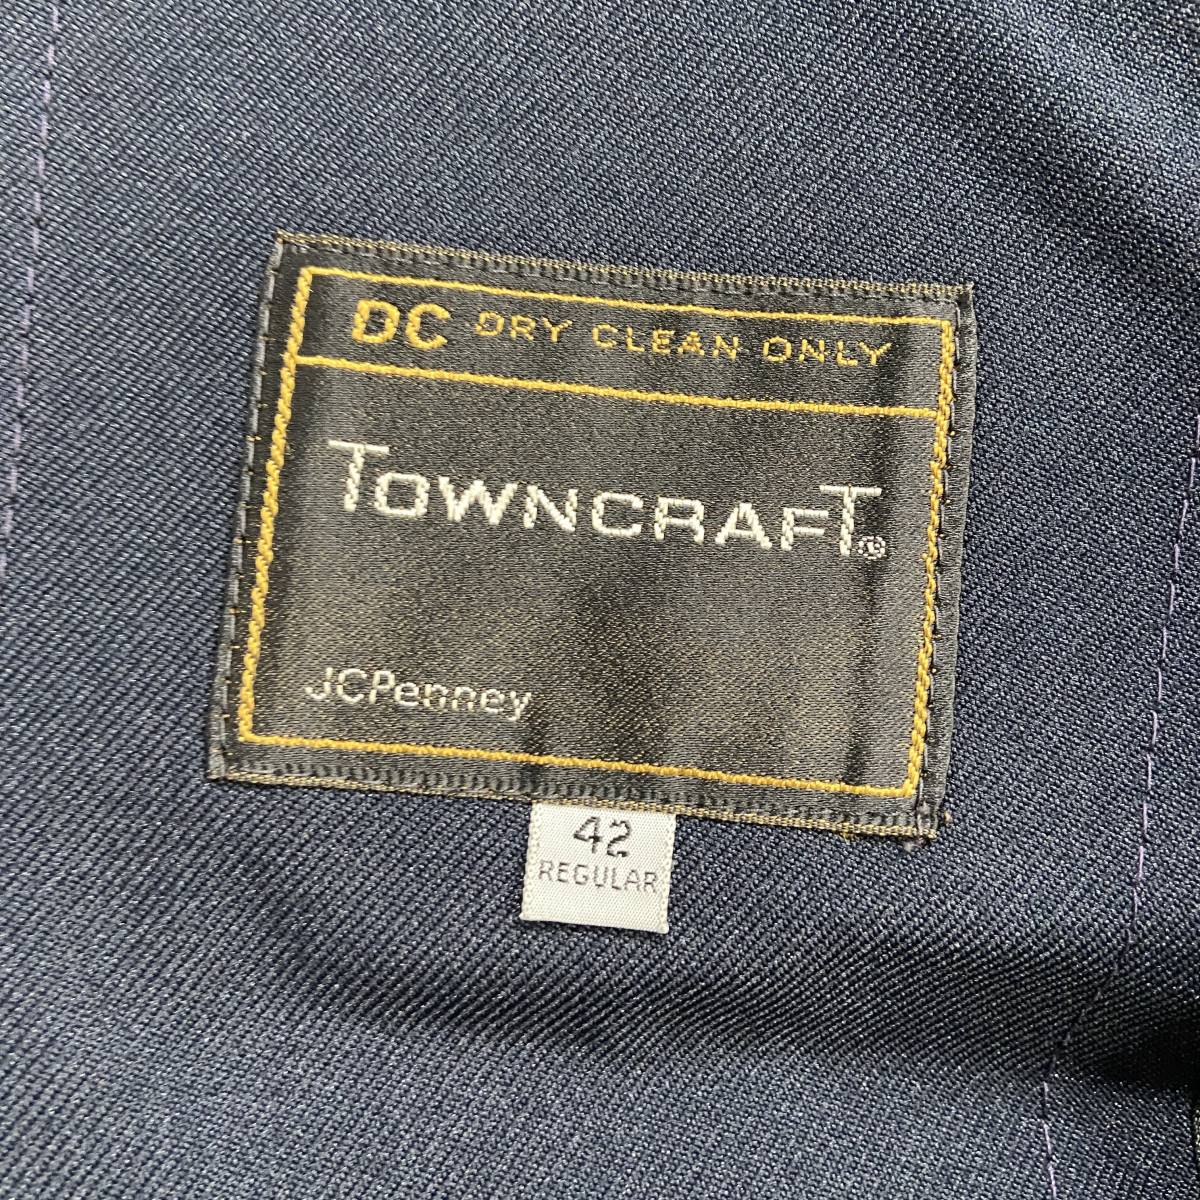 DC DRY CLEAN ONLY
TOWNCRAFT®
JCPenney
42
REGULAR